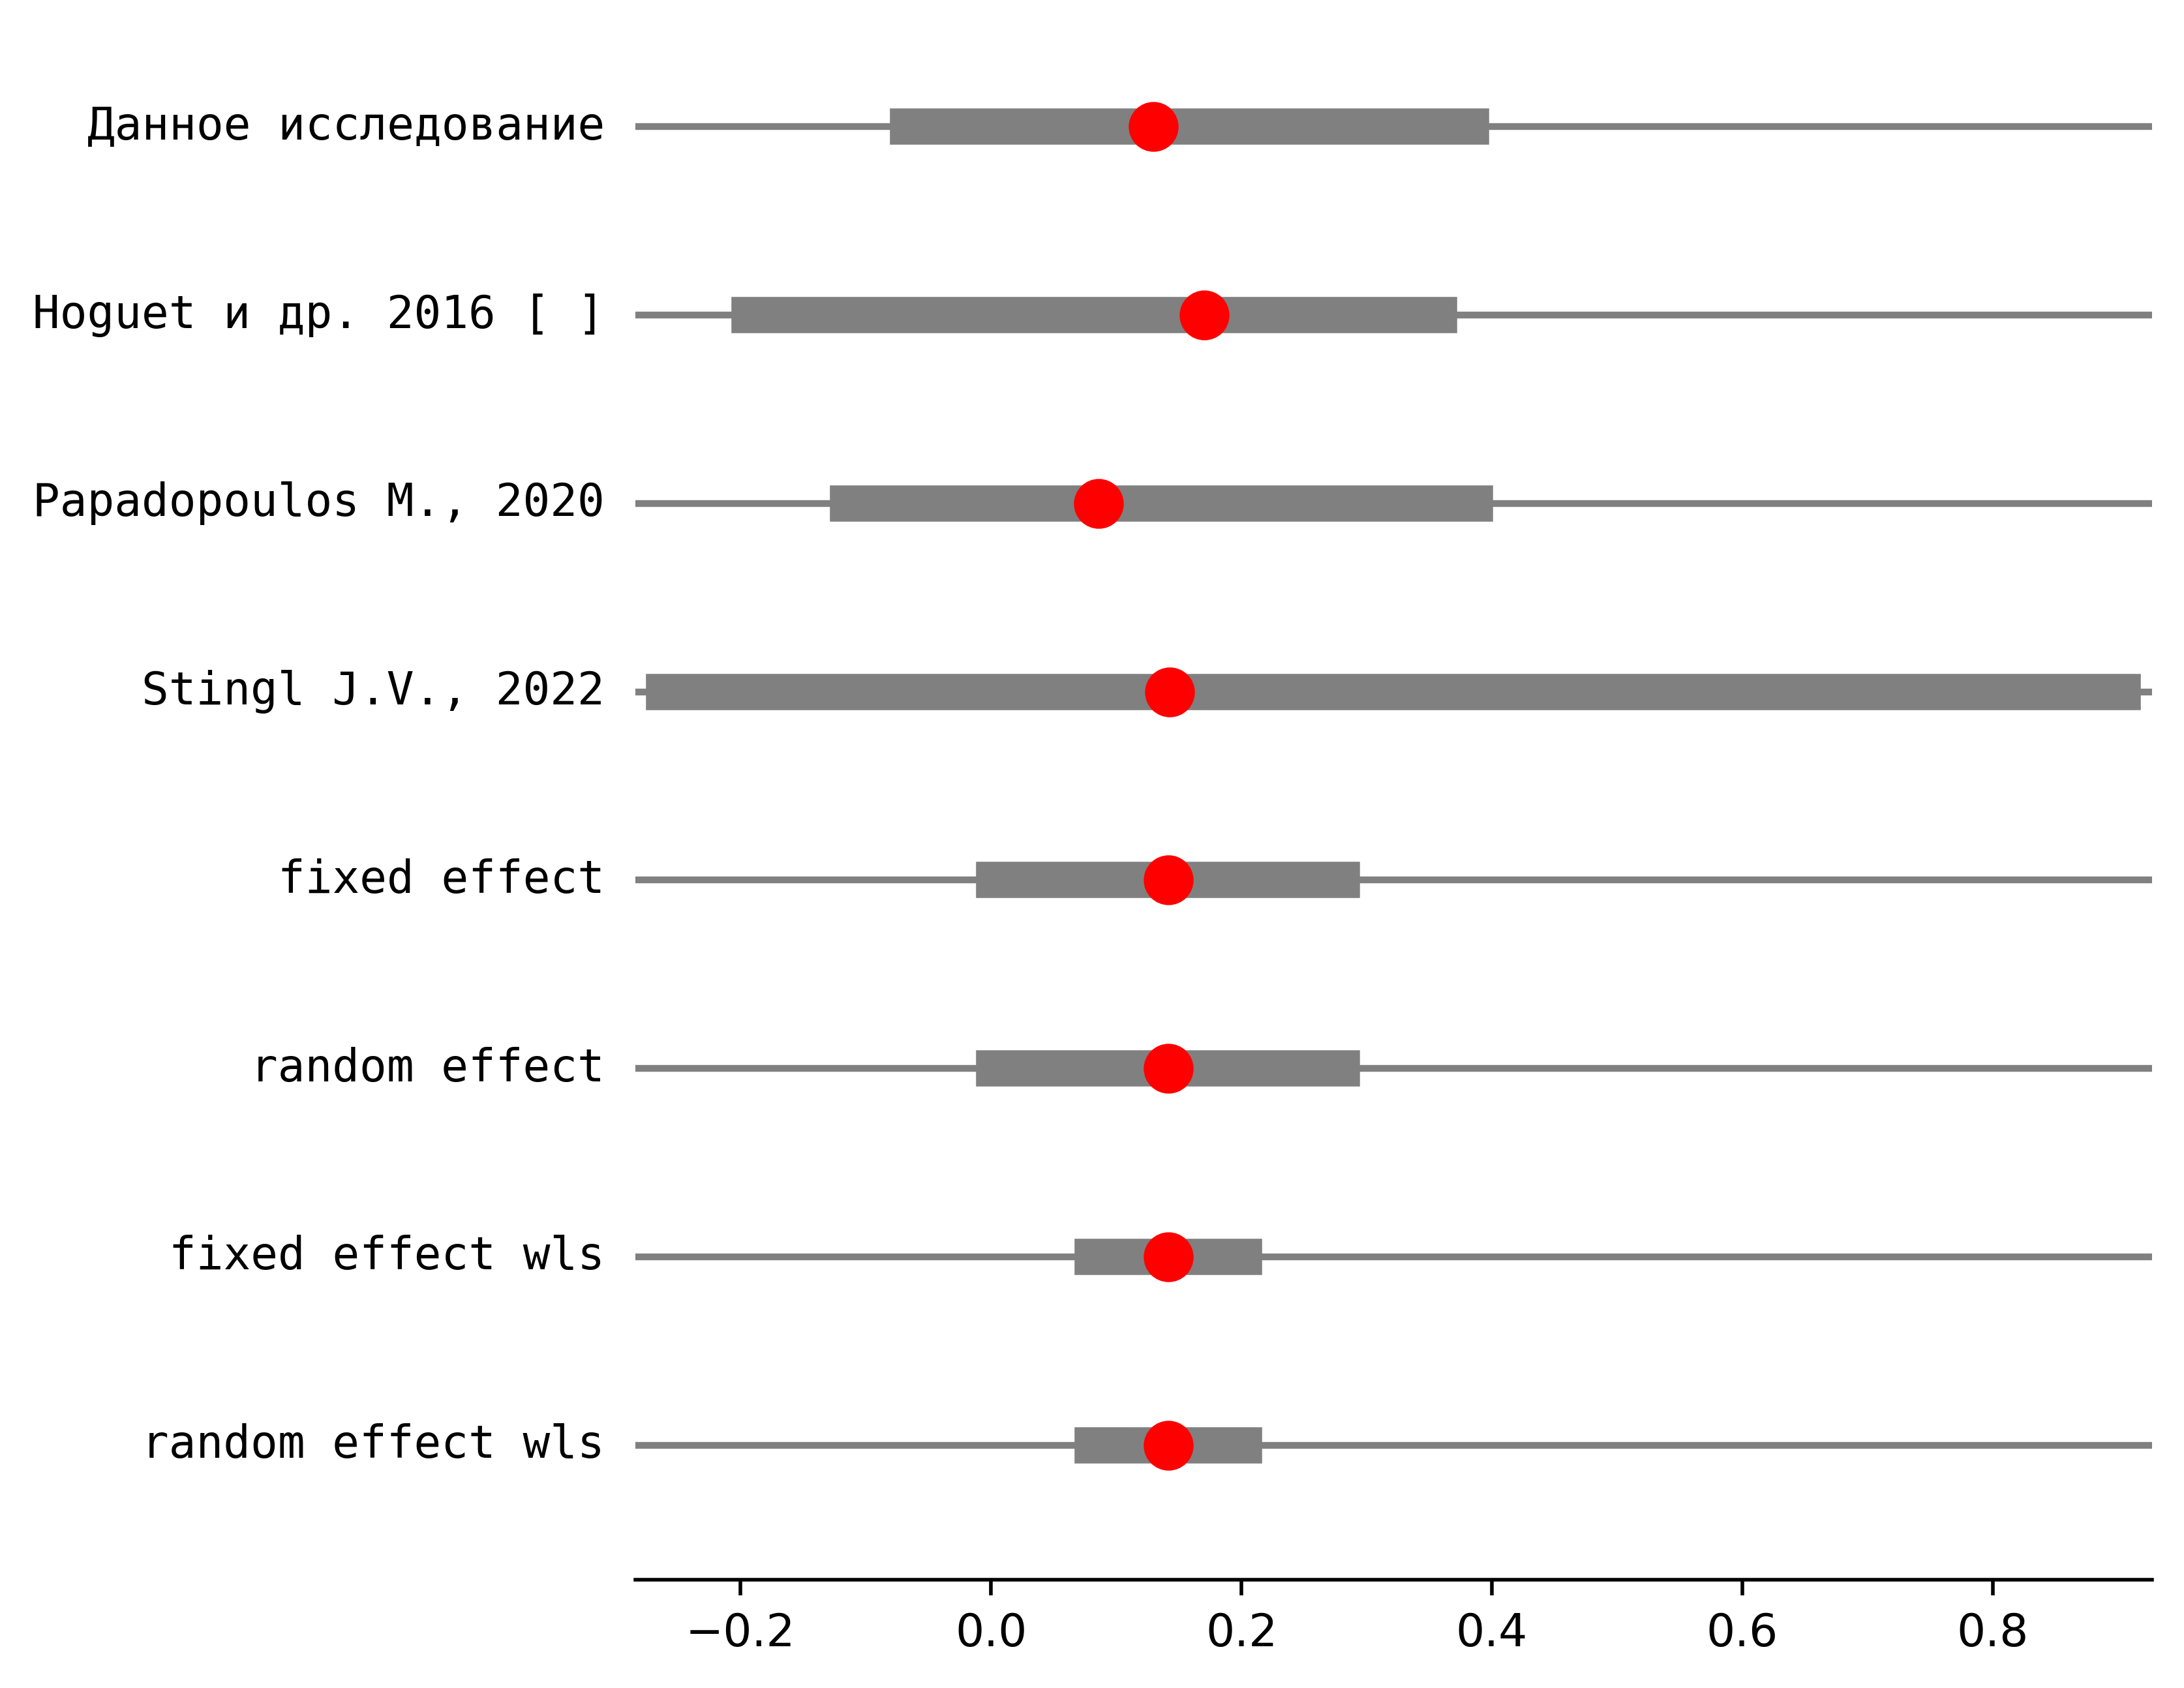 Данное исследование
Hoguet и др. 2016 [ ]
Papadopoulos M., 2020
Stingl J.V., 2022
fixed effect
random effect
fixed effect wls
random effect wls
−0.2 0.0 0.2 0.4 0.6 0.8